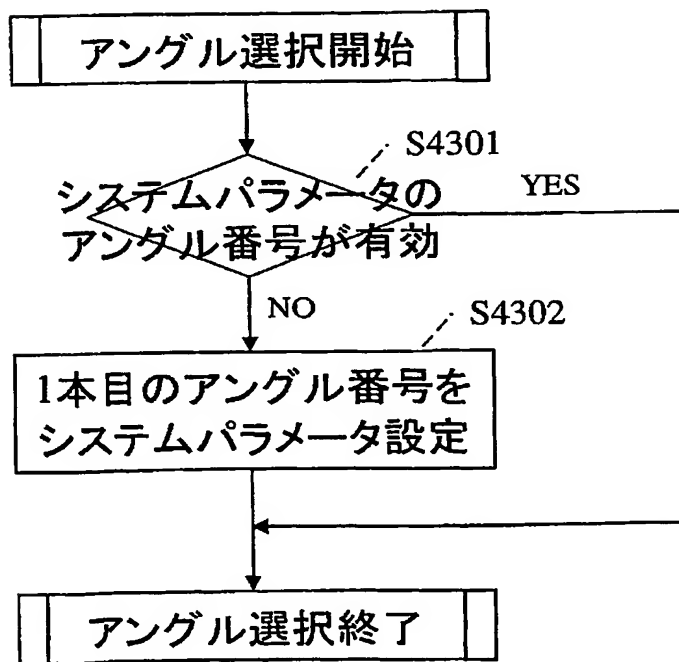 アングル選択開始
S4301
システムパラメータの
アングル番号が有効
YES
NO
S4302
1本目のアングル番号を
システムパラメータ設定
アングル選択終了